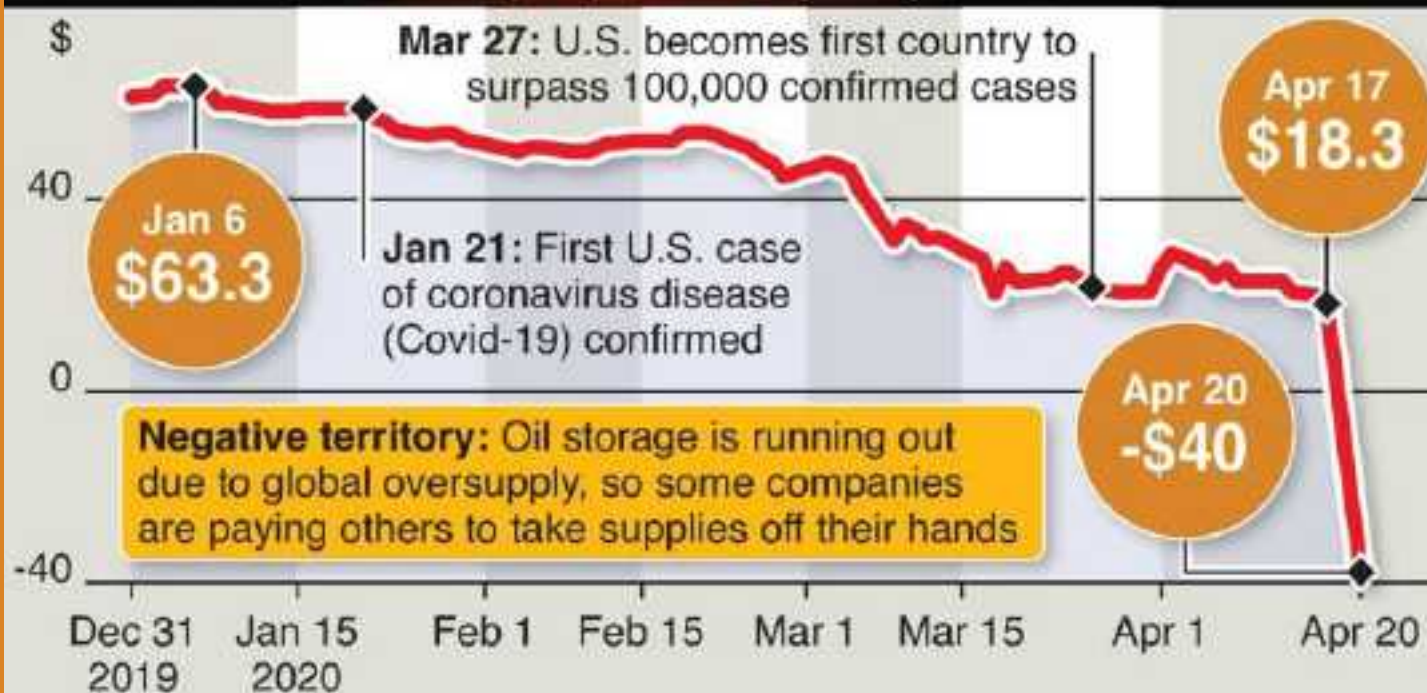 $
Mar 27: U.S. becomes first country to
surpass 100,000 confirmed cases
Apr 17
$18.3
40
Jan 6
$63.3
Jan 21: First U.S. case
of coronavirus disease
(Covid-19) confirmed
0
Apr 20
-$40
Negative territory: Oil storage is running out
due to global oversupply, so some companies
are paying others to take supplies off their hands
-40
Dec 31 Jan 15 Feb 1 Feb 15 Mar 1 Mar 15 Apr 1 Apr 20
2019 2020